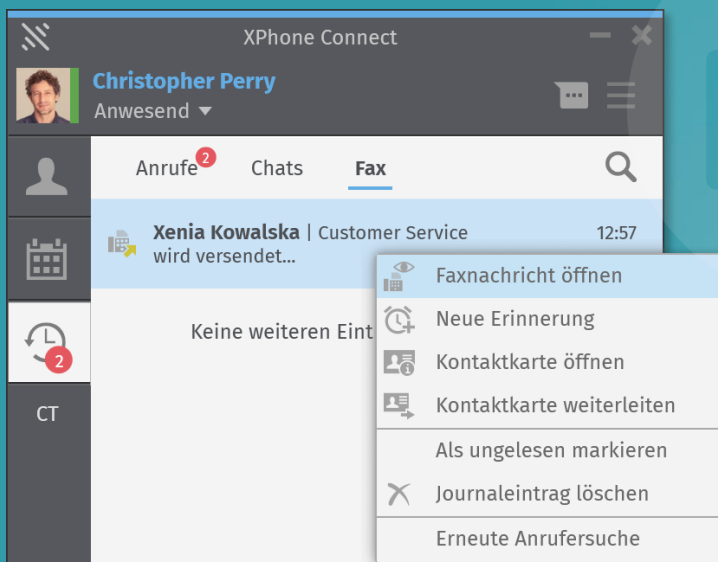 XPhone Connect
Christopher Perry
Anwesend
Anrufe 2
Chats
Fax
Xenia Kowalska | Customer Service
12:57
wird versendet...
Keine weiteren Eint
2
CT
Faxnachricht öffnen
Neue Erinnerung
Kontaktkarte öffnen
Kontaktkarte weiterleiten
Als ungelesen markieren
Journaleintrag löschen
Erneute Anrufersuche